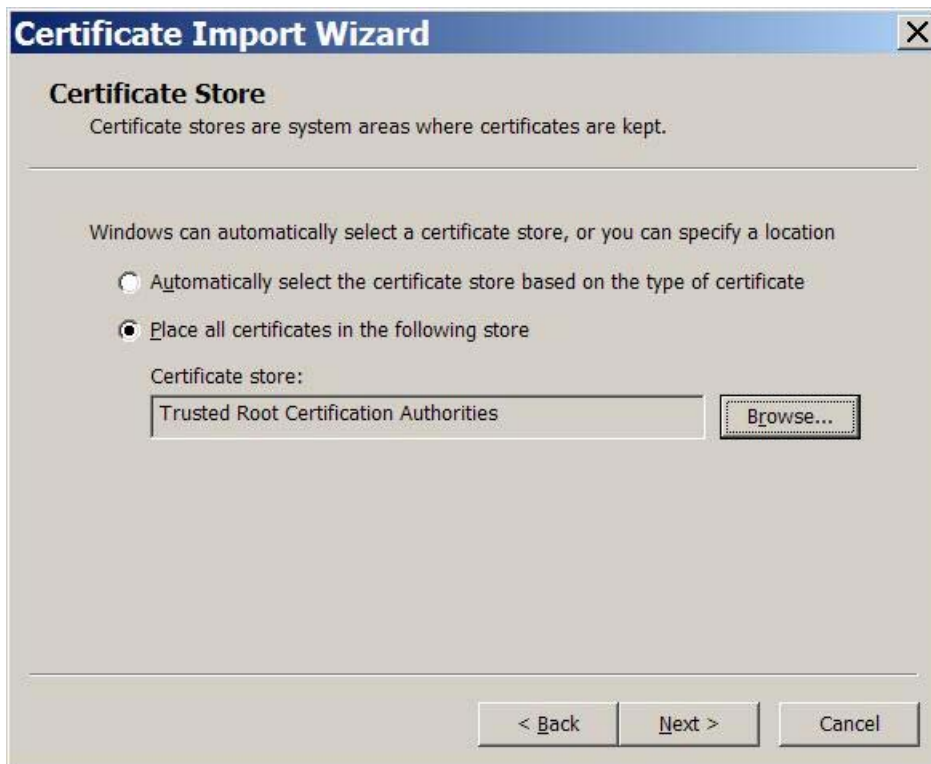 Certificate Import Wizard
Certificate Store
Certificate stores are system areas where certificates are kept.
Windows can automatically select a certificate store, or you can specify a location
Automatically select the certificate store based on the type of certificate
Place all certificates in the following store
Certificate store:
Trusted Root Certification Authorities
Browse...
< Back
Next >
Cancel